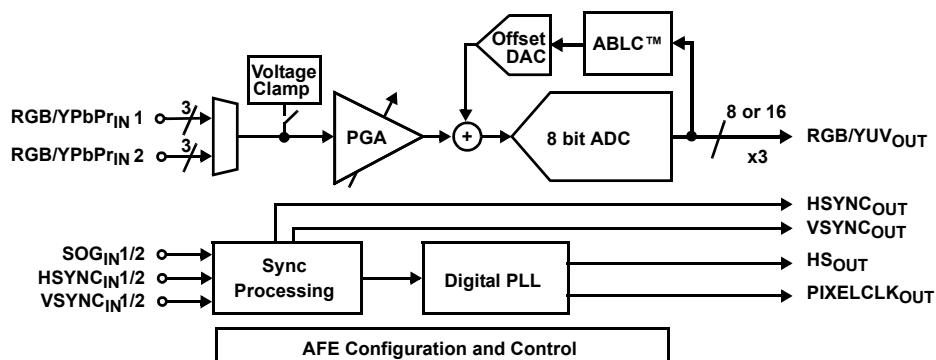 Offset
DAC
ABLC™
Voltage
Clamp
RGB/YPbPrIN 1
3
8 or 16
PGA
+
8 bit ADC
RGB/YUVOUT
RGB/YPbPrIN 2
3
x3
HSYNCOUT
VSYNCOUT
SOGIN1/2
HSYNCIN1/2
VSYNCIN1/2
Sync
Processing
Digital PLL
HSOUT
PIXELCLKOUT
AFE Configuration and Control